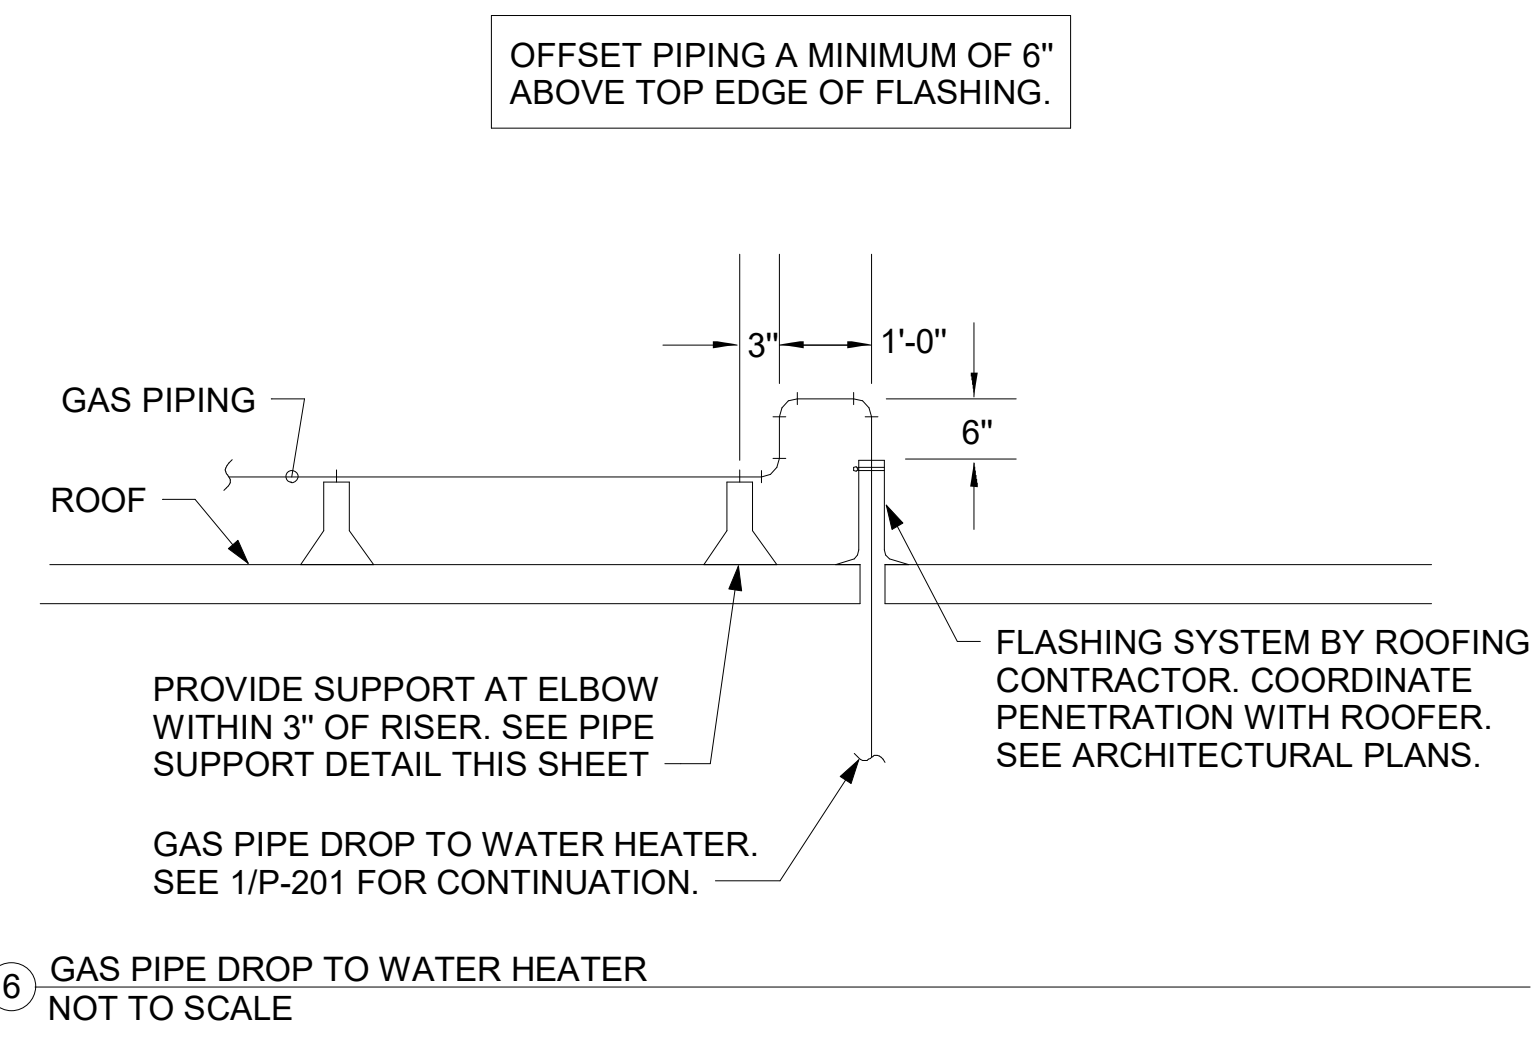 OFFSET PIPING A MINIMUM OF 6"
ABOVE TOP EDGE OF FLASHING.
3"
1'-0"
GAS PIPING
6"
ROOF
FLASHING SYSTEM BY ROOFING
CONTRACTOR. COORDINATE
PENETRATION WITH ROOFER.
SEE ARCHITECTURAL PLANS.
PROVIDE SUPPORT AT ELBOW
WITHIN 3" OF RISER. SEE PIPE
SUPPORT DETAIL THIS SHEET
GAS PIPE DROP TO WATER HEATER.
SEE 1/P-201 FOR CONTINUATION.
6
GAS PIPE DROP TO WATER HEATER
NOT TO SCALE